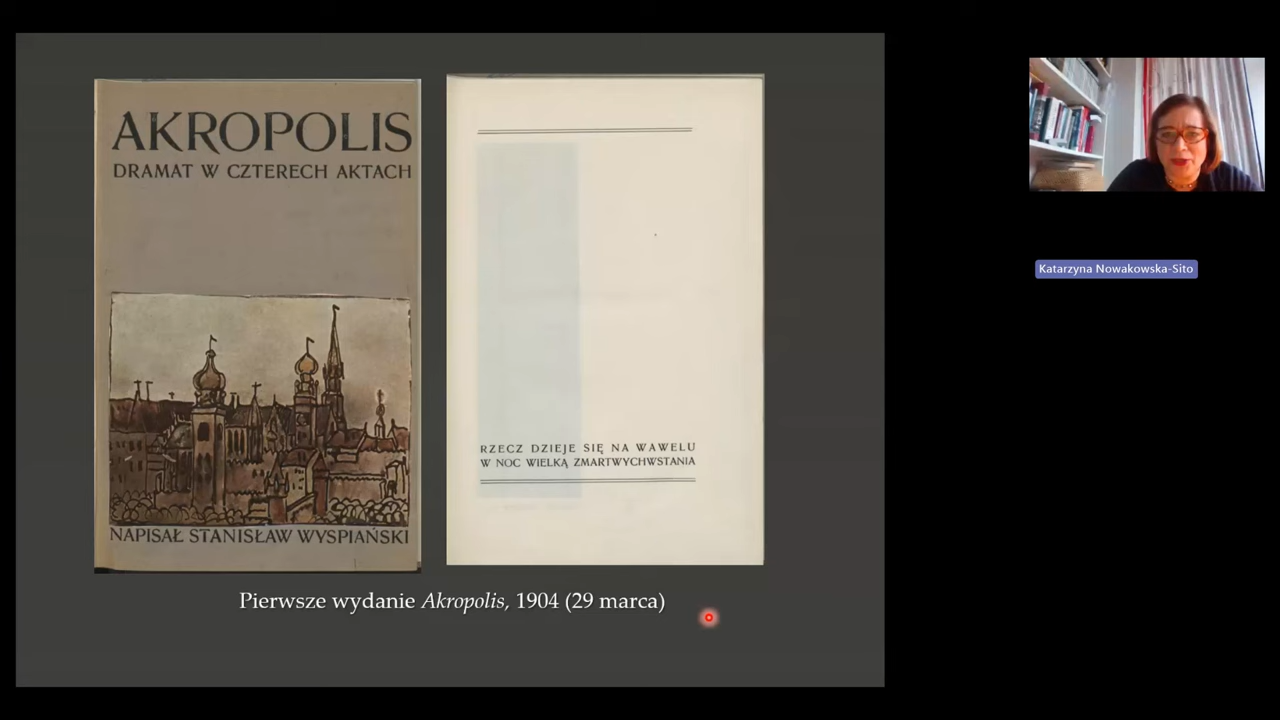 AKROPOLIS
DRAMAT W CZTERECH AKTACH
NAPISAŁ STANISŁAW WYSPIAŃSKI
RZECZ DZIEJE SIĘ NA WAWELU
W NOC WIELKĄ ZMARTWYCHWSTANIA
Pierwsze wydanie Akropolis, 1904 (29 marca)
Katarzyna Nowakowska-Sito